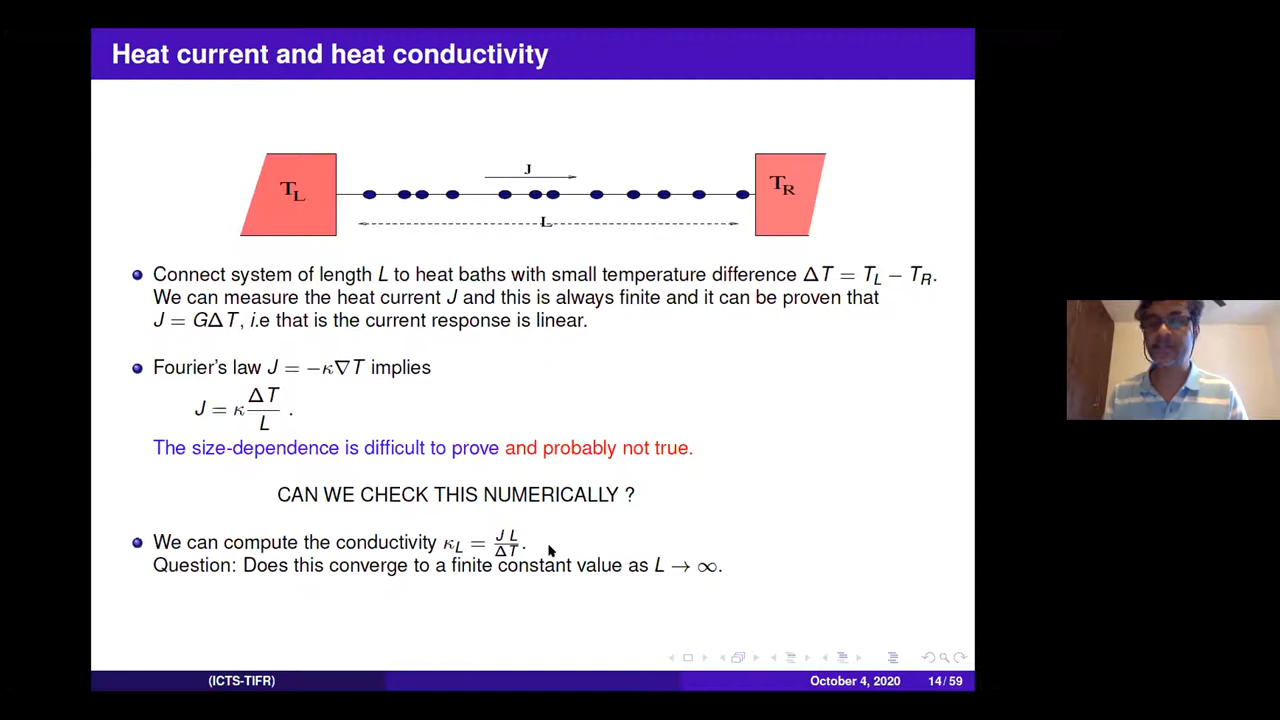 Heat current and heat conductivity
T_L
J
T_R
L
Connect system of length L to heat baths with small temperature difference ΔT = T_L − T_R.
We can measure the heat current J and this is always finite and it can be proven that
J = GΔT, i.e that is the current response is linear.
Fourier's law J = −κ∇T implies
J = κ ΔT/L .
The size-dependence is difficult to prove and probably not true.
CAN WE CHECK THIS NUMERICALLY ?
We can compute the conductivity κ_L = J L/ΔT.
Question: Does this converge to a finite constant value as L → ∞.
(ICTS-TIFR)
October 4, 2020
14 / 59